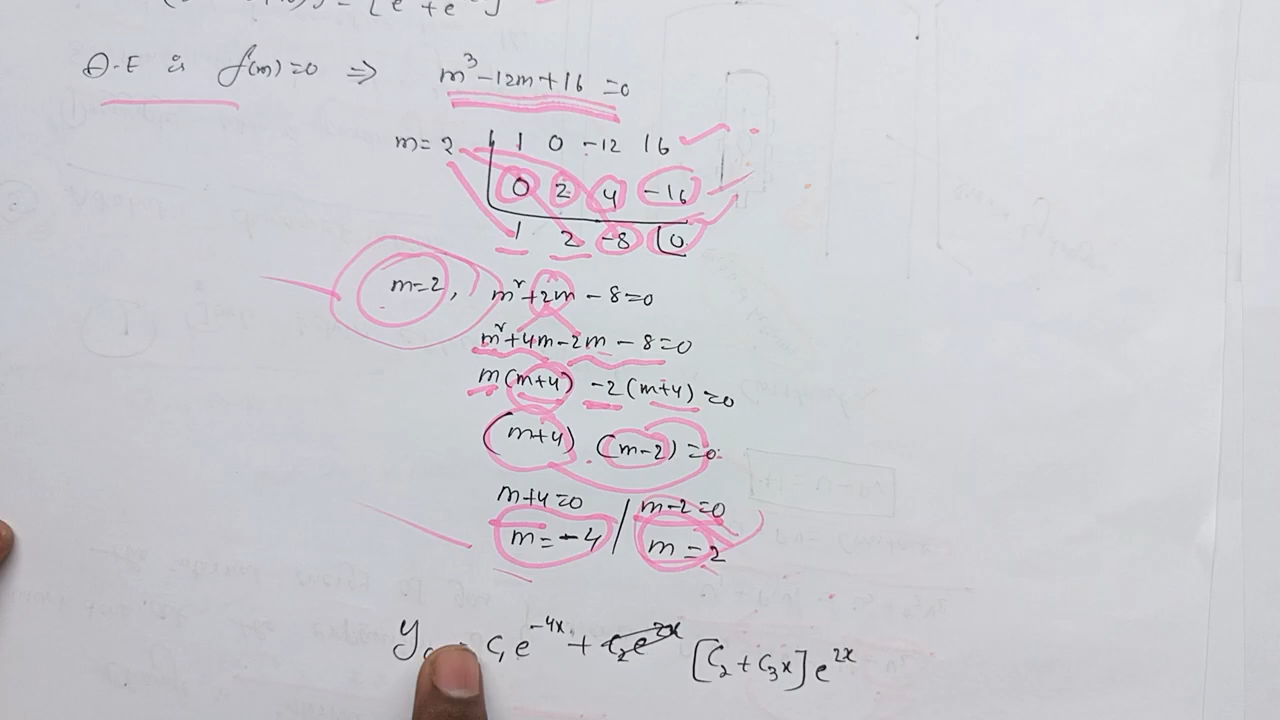 A.E is f(m)=0 ⇒ m³-12m+16=0
m=2 | 1 0 -12 16
0 2 4 -16
1 2 -8 0
m=2, m²+2m-8=0
m²+4m-2m-8=0
m(m+4) -2(m+4)=0
(m+4) (m-2)=0
m+4=0 / m-2=0
m=-4 / m=2
y = c₁e^{-4x} + [c₂+c₃x]e^{2x}